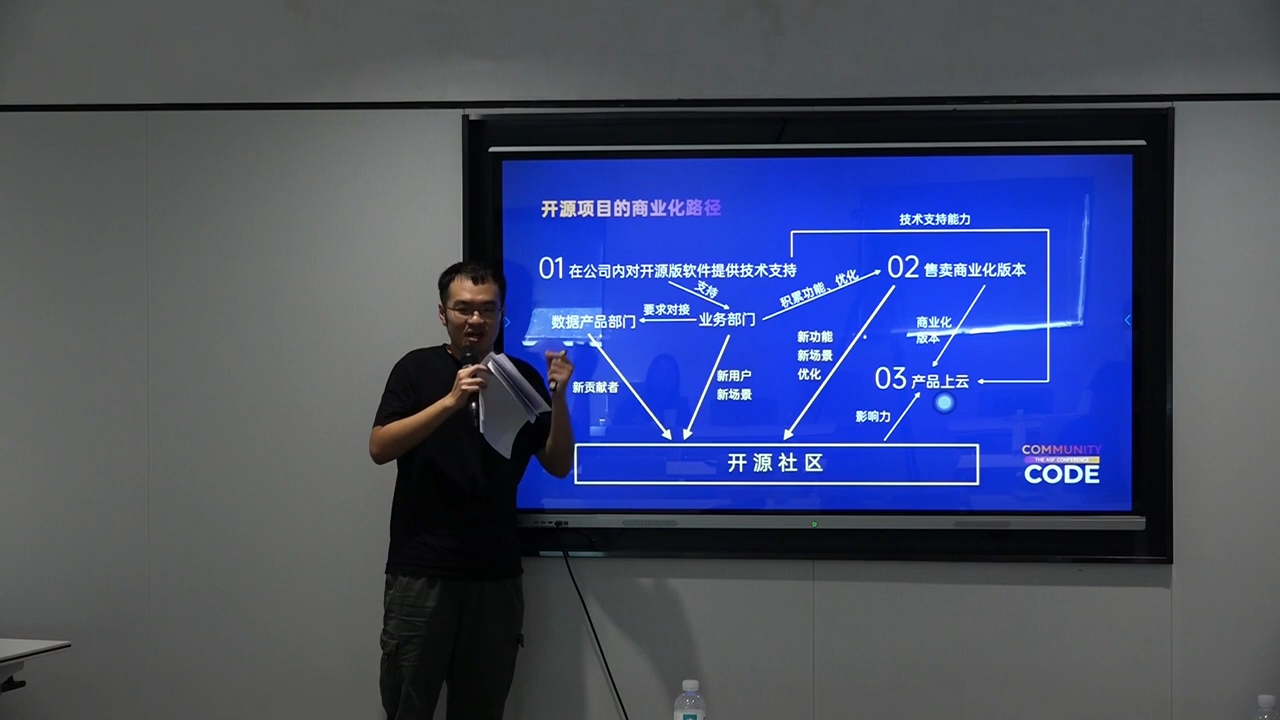 开源项目的商业化路径
技术支持能力
01 在公司内对开源版软件提供技术支持
02 售卖商业化版本
支持
积累功能、优化
要求对接
数据产品部门
业务部门
商业化
版本
新功能
新场景
优化
新贡献者
新用户
新场景
03 产品上云
影响力
开源社区
COMMUNITY
THE ASF CONFERENCE
CODE